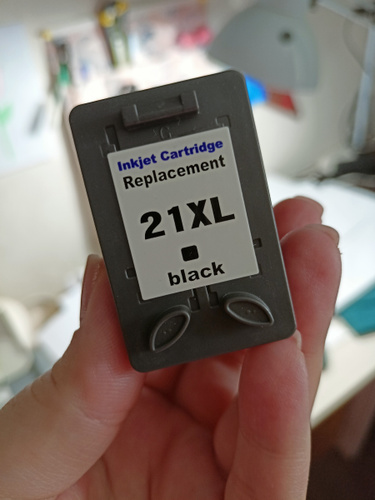 Inkjet Cartridge
Replacement
21XL
black